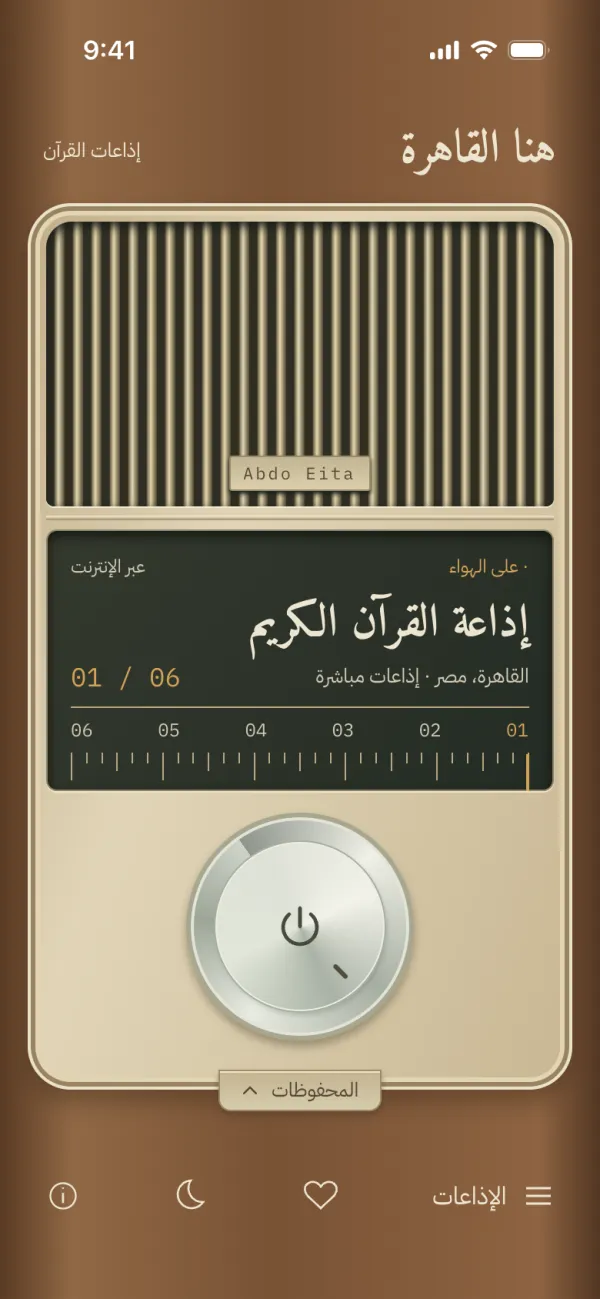 9:41
هنا القاهرة
إذاعات القرآن
Abdo Eita
· على الهواء
عبر الإنترنت
إذاعة القرآن الكريم
القاهرة، مصر · إذاعات مباشرة
01 / 06
06 05 04 03 02 01
المحفوظات
الإذاعات